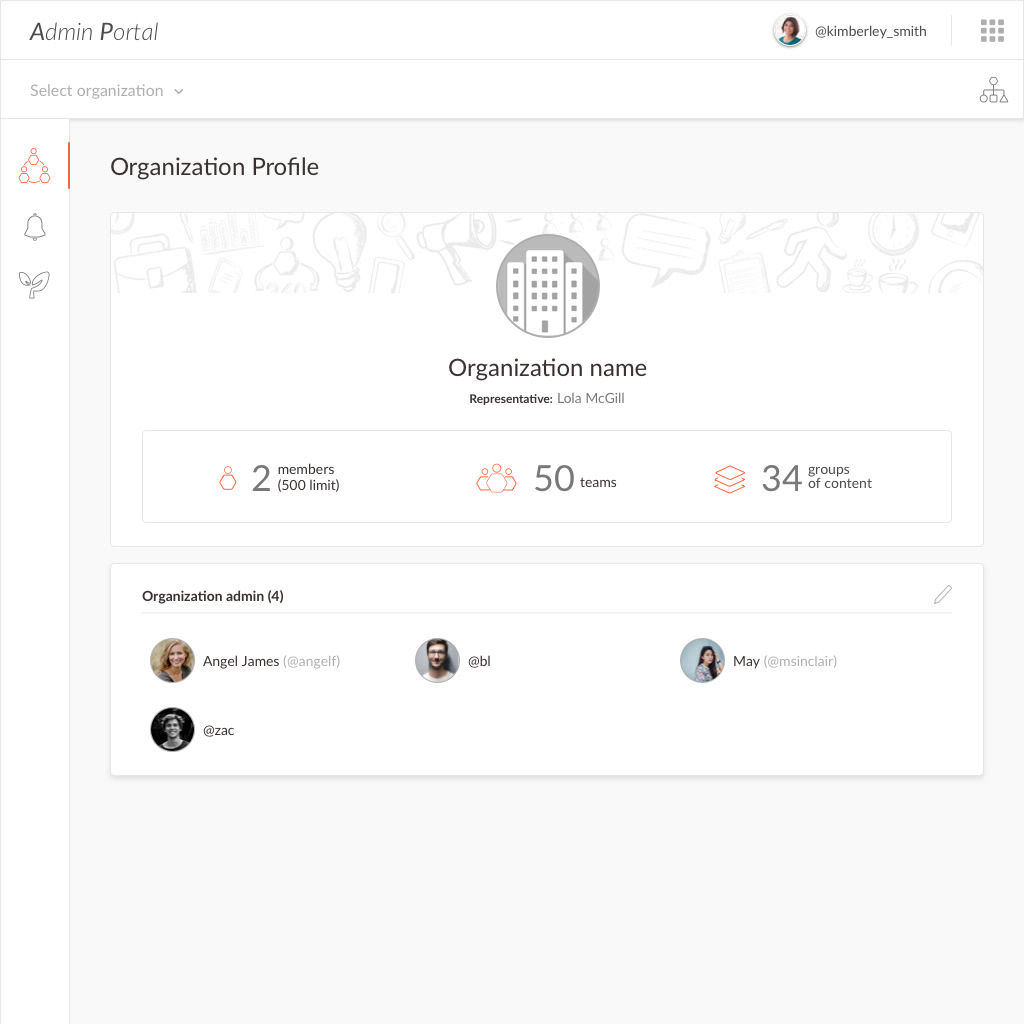 Admin Portal
@kimberley_smith
Select organization
Organization Profile
Organization name
Representative: Lola McGill
2 members
(500 limit)
50 teams
34 groups
of content
Organization admin (4)
Angel James (@angelf)
@bl
May (@msinclair)
@zac